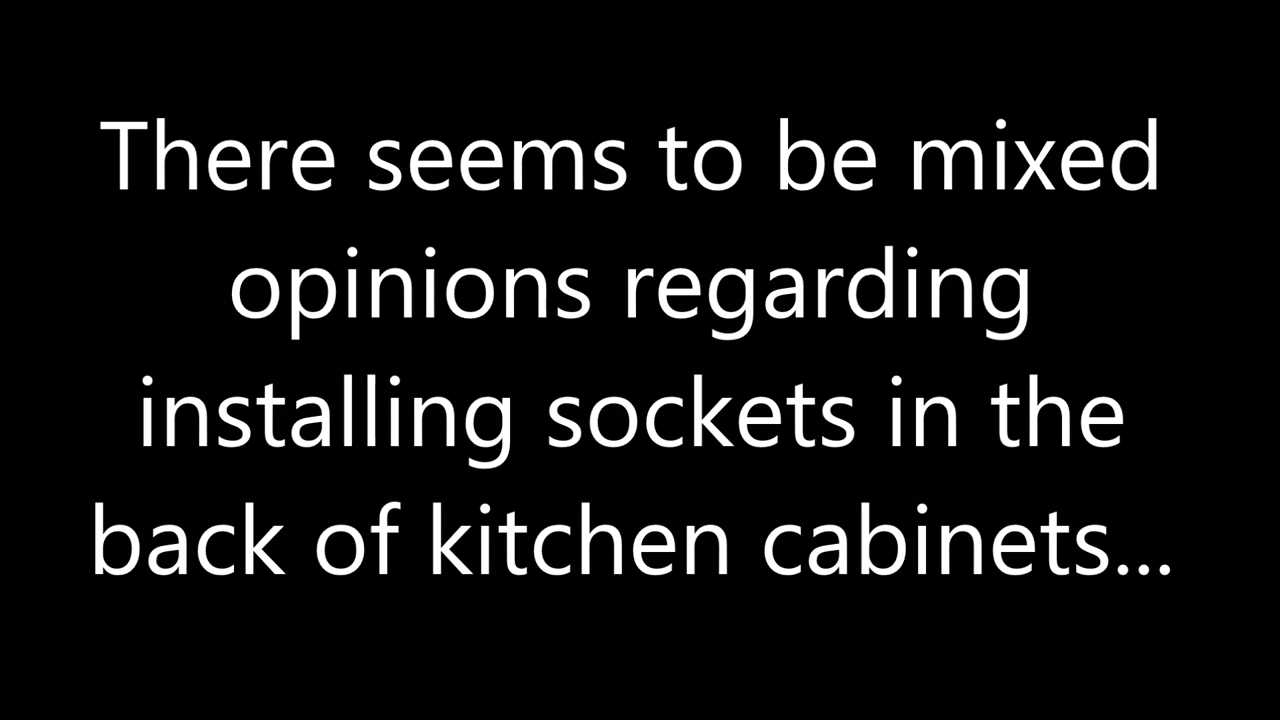 There seems to be mixed
opinions regarding
installing sockets in the
back of kitchen cabinets...